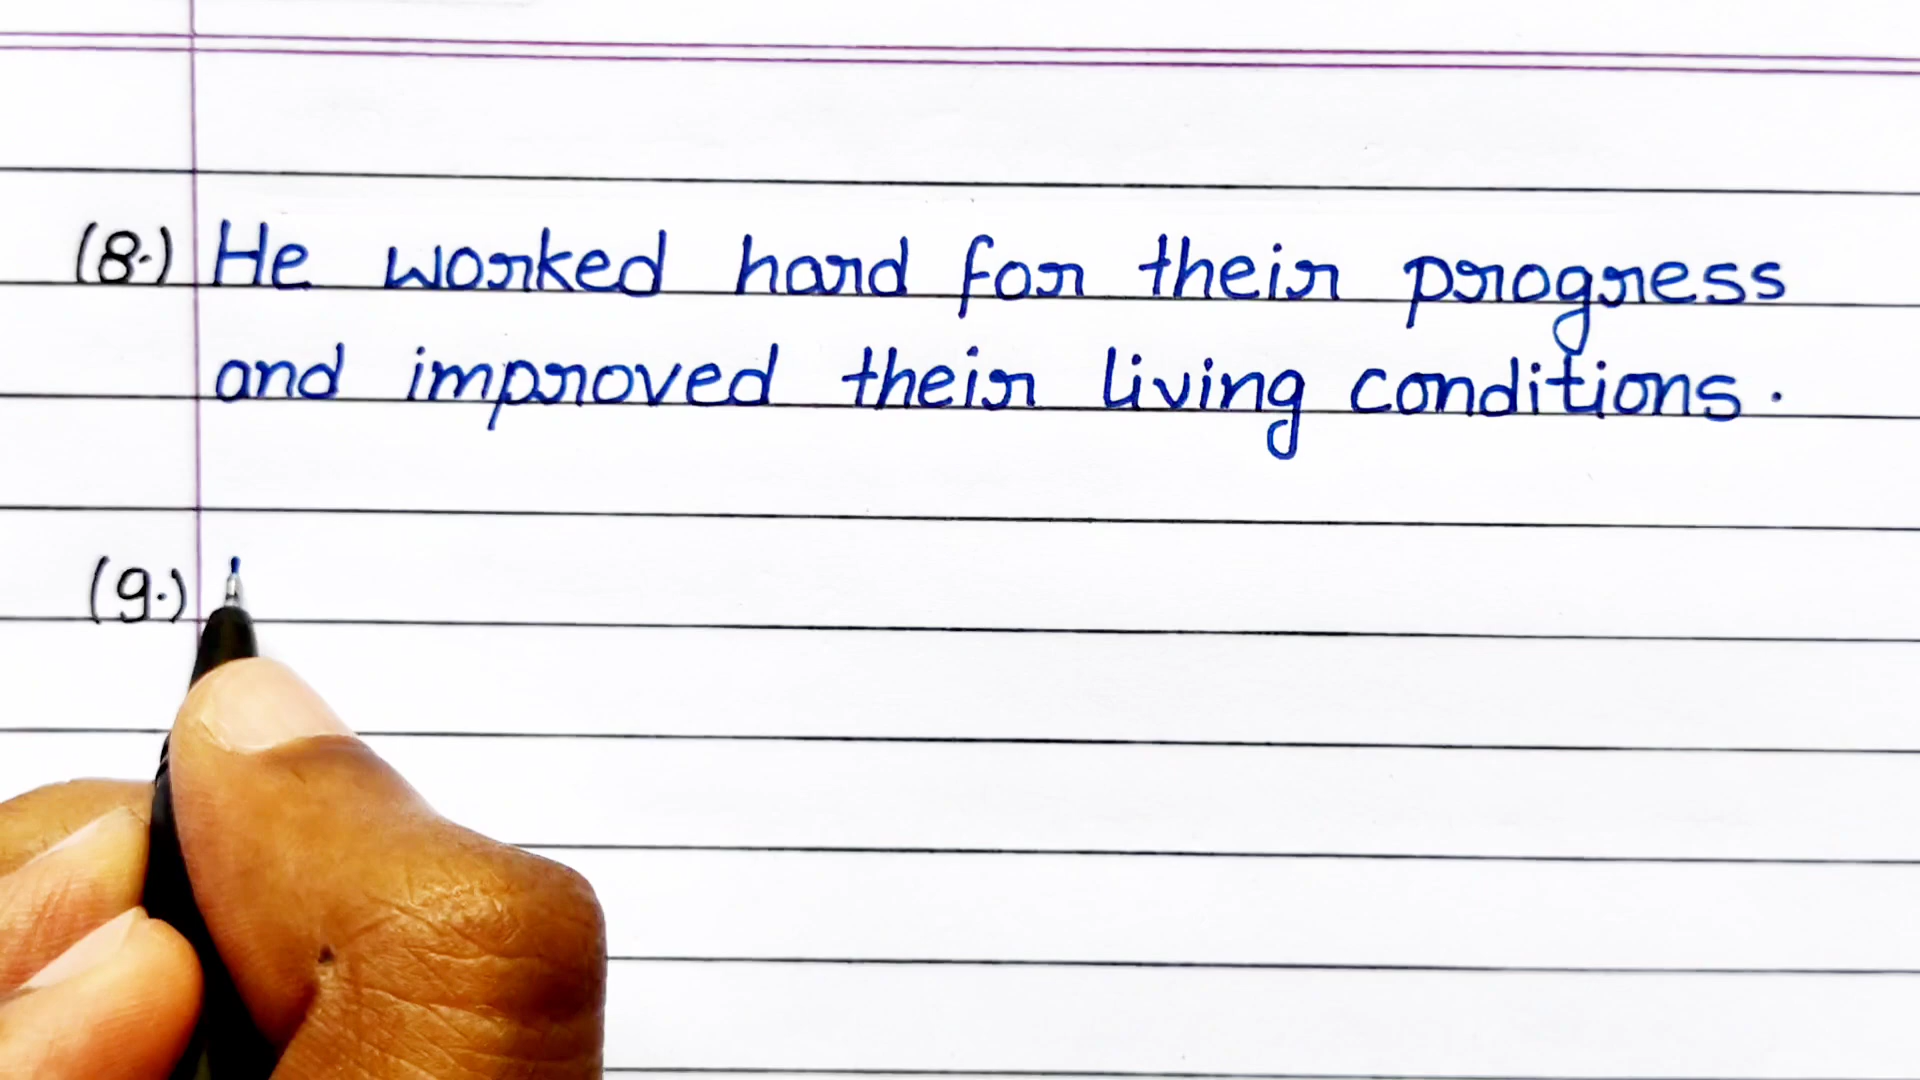 (8.) He worked hard for their progress
and improved their living conditions.
(9.)